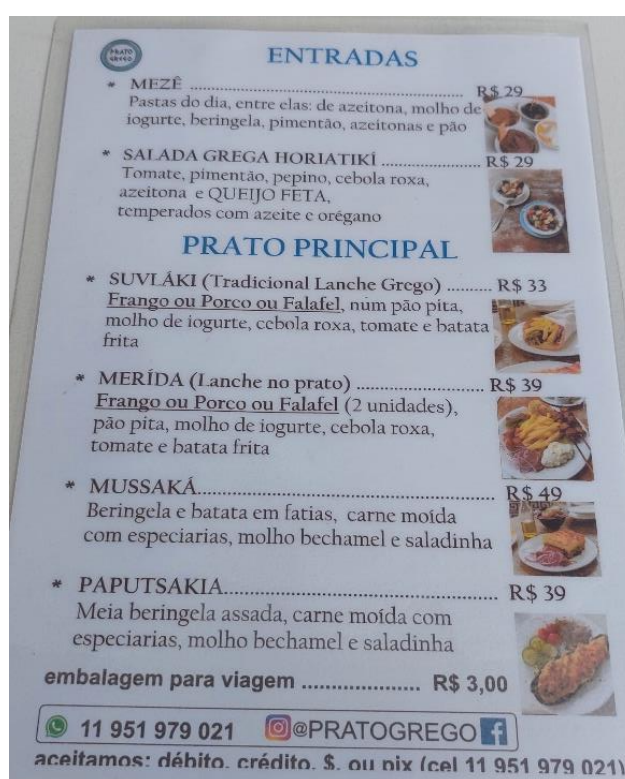 PRATO
GREGO
ENTRADAS
* MEZÊ ............................................................ R$ 29
Pastas do dia, entre elas: de azeitona, molho de
iogurte, beringela, pimentão, azeitonas e pão
* SALADA GREGA HORIATIKÍ ..................... R$ 29
Tomate, pimentão, pepino, cebola roxa,
azeitona e QUEIJO FETA,
temperados com azeite e orégano
PRATO PRINCIPAL
* SUVLÁKI (Tradicional Lanche Grego) ......... R$ 33
Frango ou Porco ou Falafel, num pão pita,
molho de iogurte, cebola roxa, tomate e batata
frita
* MERÍDA (Lanche no prato) ......................... R$ 39
Frango ou Porco ou Falafel (2 unidades),
pão pita, molho de iogurte, cebola roxa,
tomate e batata frita
* MUSSAKÁ.................................................... R$ 49
Beringela e batata em fatias, carne moída
com especiarias, molho bechamel e saladinha
* PAPUTSAKIA................................................ R$ 39
Meia beringela assada, carne moída com
especiarias, molho bechamel e saladinha
embalagem para viagem .................... R$ 3,00
11 951 979 021 @PRATOGREGO
aceitamos: débito, crédito, $, ou pix (cel 11 951 979 021)